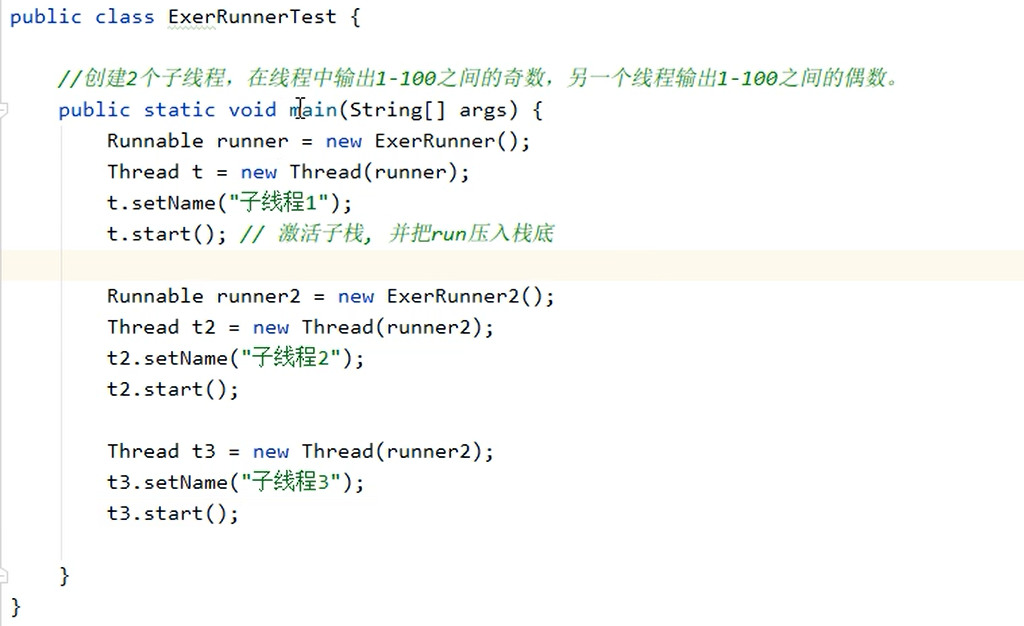 public class ExerRunnerTest {
//创建2个子线程，在线程中输出1-100之间的奇数，另一个线程输出1-100之间的偶数。
public static void main(String[] args) {
Runnable runner = new ExerRunner();
Thread t = new Thread(runner);
t.setName("子线程1");
t.start(); // 激活子栈, 并把run压入栈底
Runnable runner2 = new ExerRunner2();
Thread t2 = new Thread(runner2);
t2.setName("子线程2");
t2.start();
Thread t3 = new Thread(runner2);
t3.setName("子线程3");
t3.start();
}
}